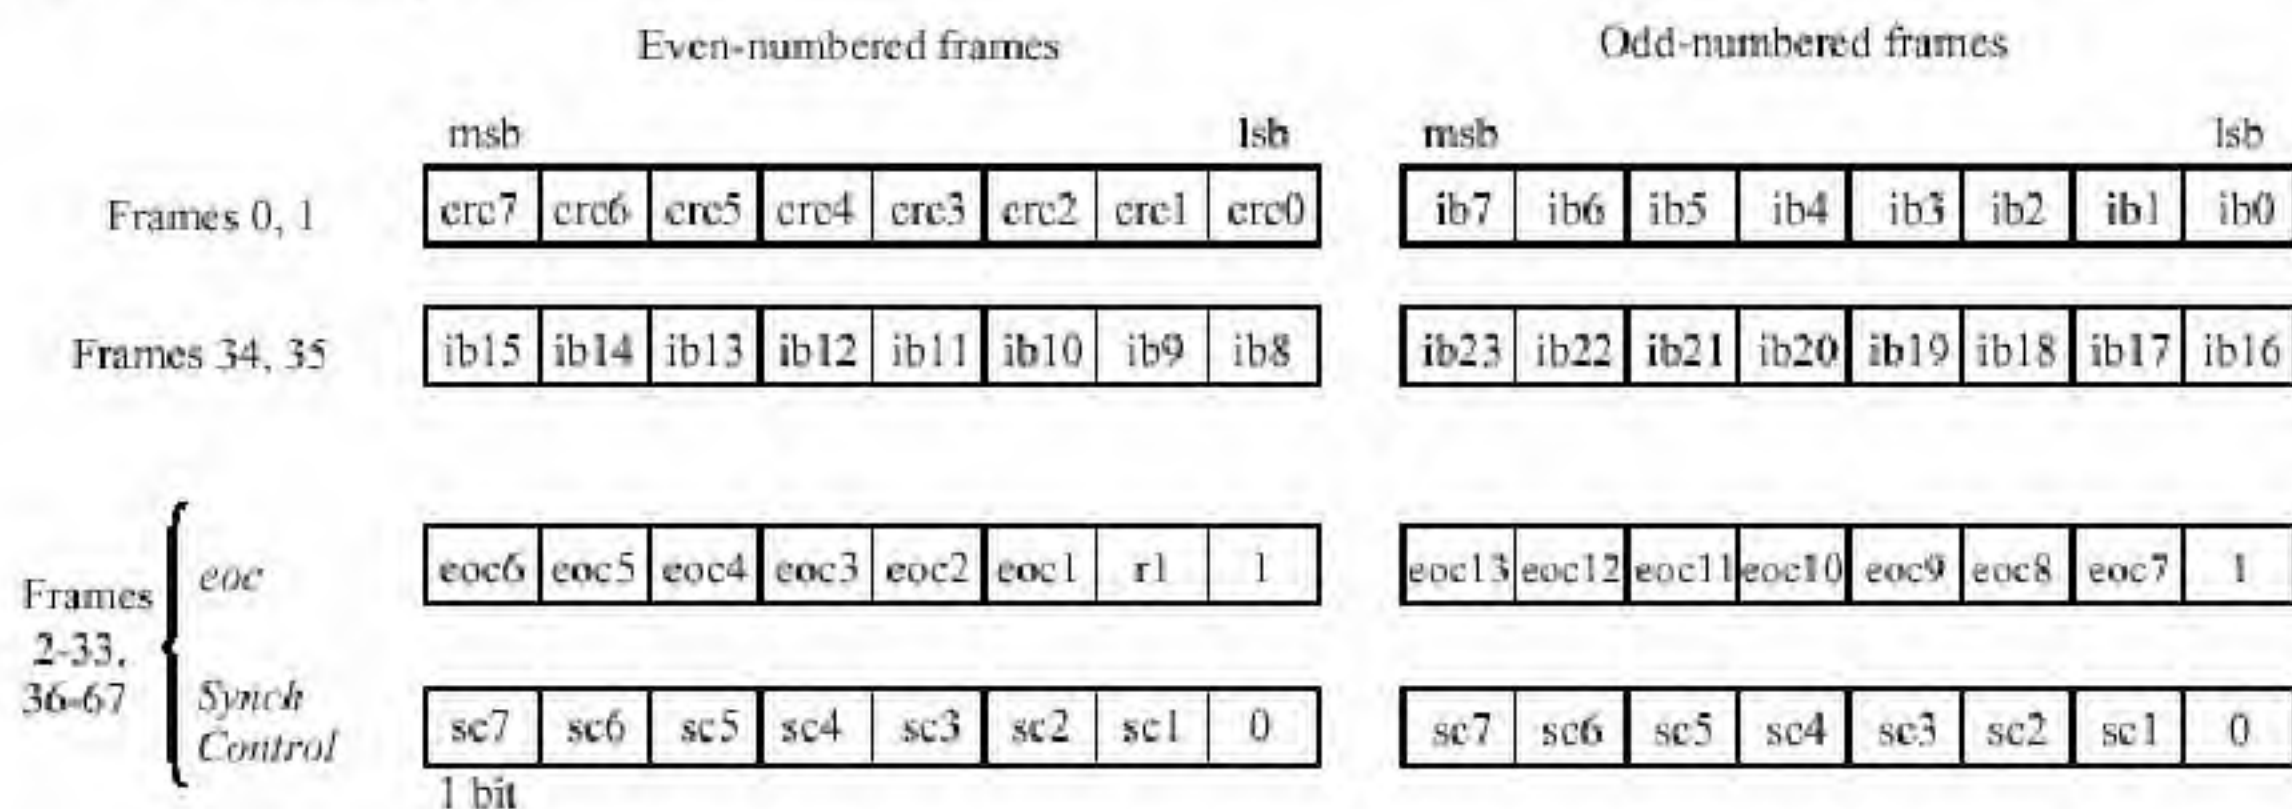 Even-numbered frames Odd-numbered frames
msb lsb msb lsb
Frames 0, 1 crc7 crc6 crc5 crc4 crc3 crc2 crc1 crc0 ib7 ib6 ib5 ib4 ib3 ib2 ib1 ib0
Frames 34, 35 ib15 ib14 ib13 ib12 ib11 ib10 ib9 ib8 ib23 ib22 ib21 ib20 ib19 ib18 ib17 ib16
eoc eoc6 eoc5 eoc4 eoc3 eoc2 eoc1 r1 1 eoc13 eoc12 eoc11 eoc10 eoc9 eoc8 eoc7 1
Frames
2-33,
36-67
Synch
Control
sc7 sc6 sc5 sc4 sc3 sc2 sc1 0 sc7 sc6 sc5 sc4 sc3 sc2 sc1 0
1 bit